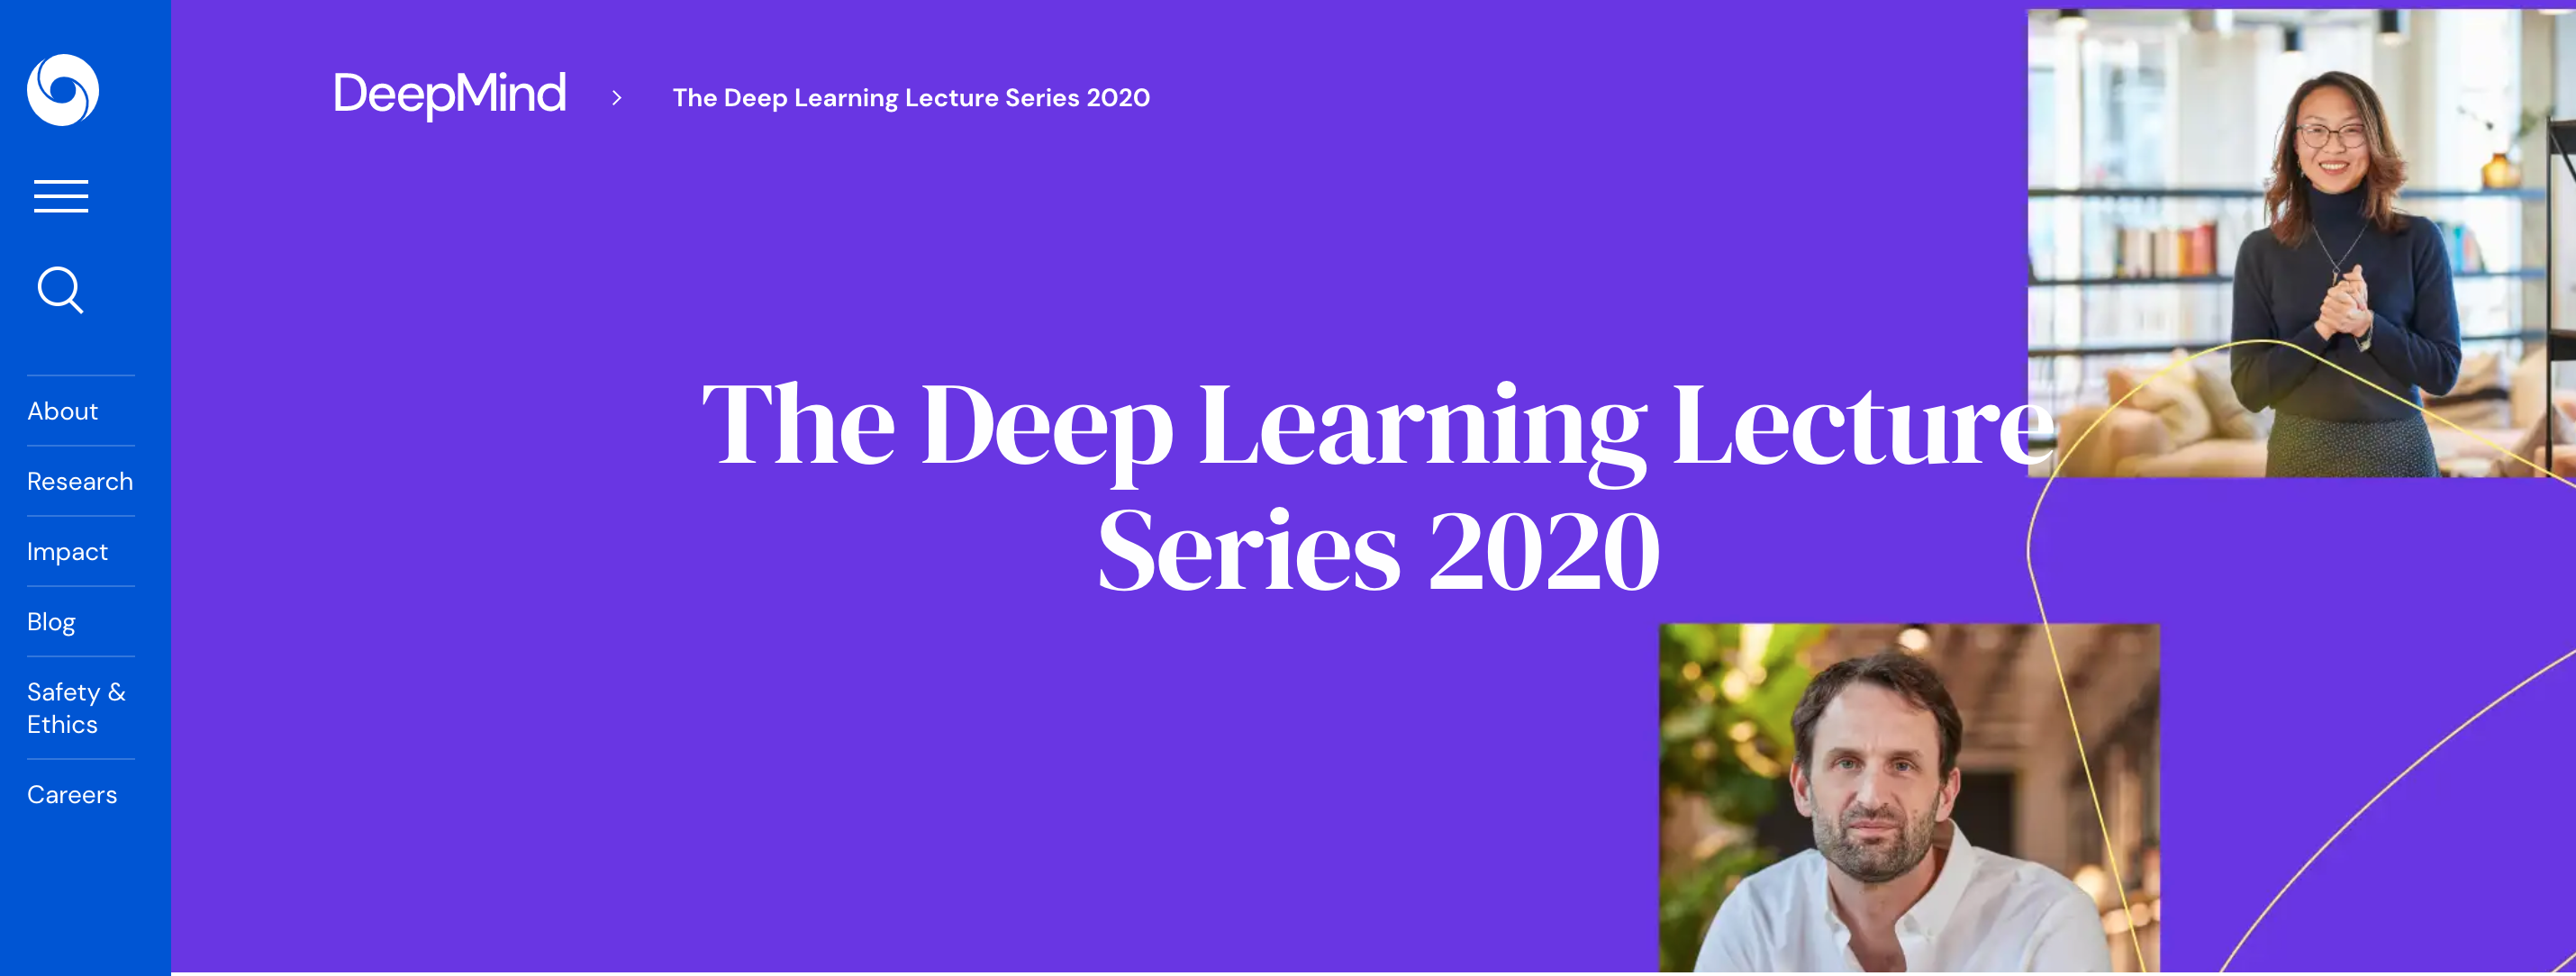 DeepMind
The Deep Learning Lecture Series 2020
About
Research
Impact
Blog
Safety &
Ethics
Careers
The Deep Learning Lecture
Series 2020